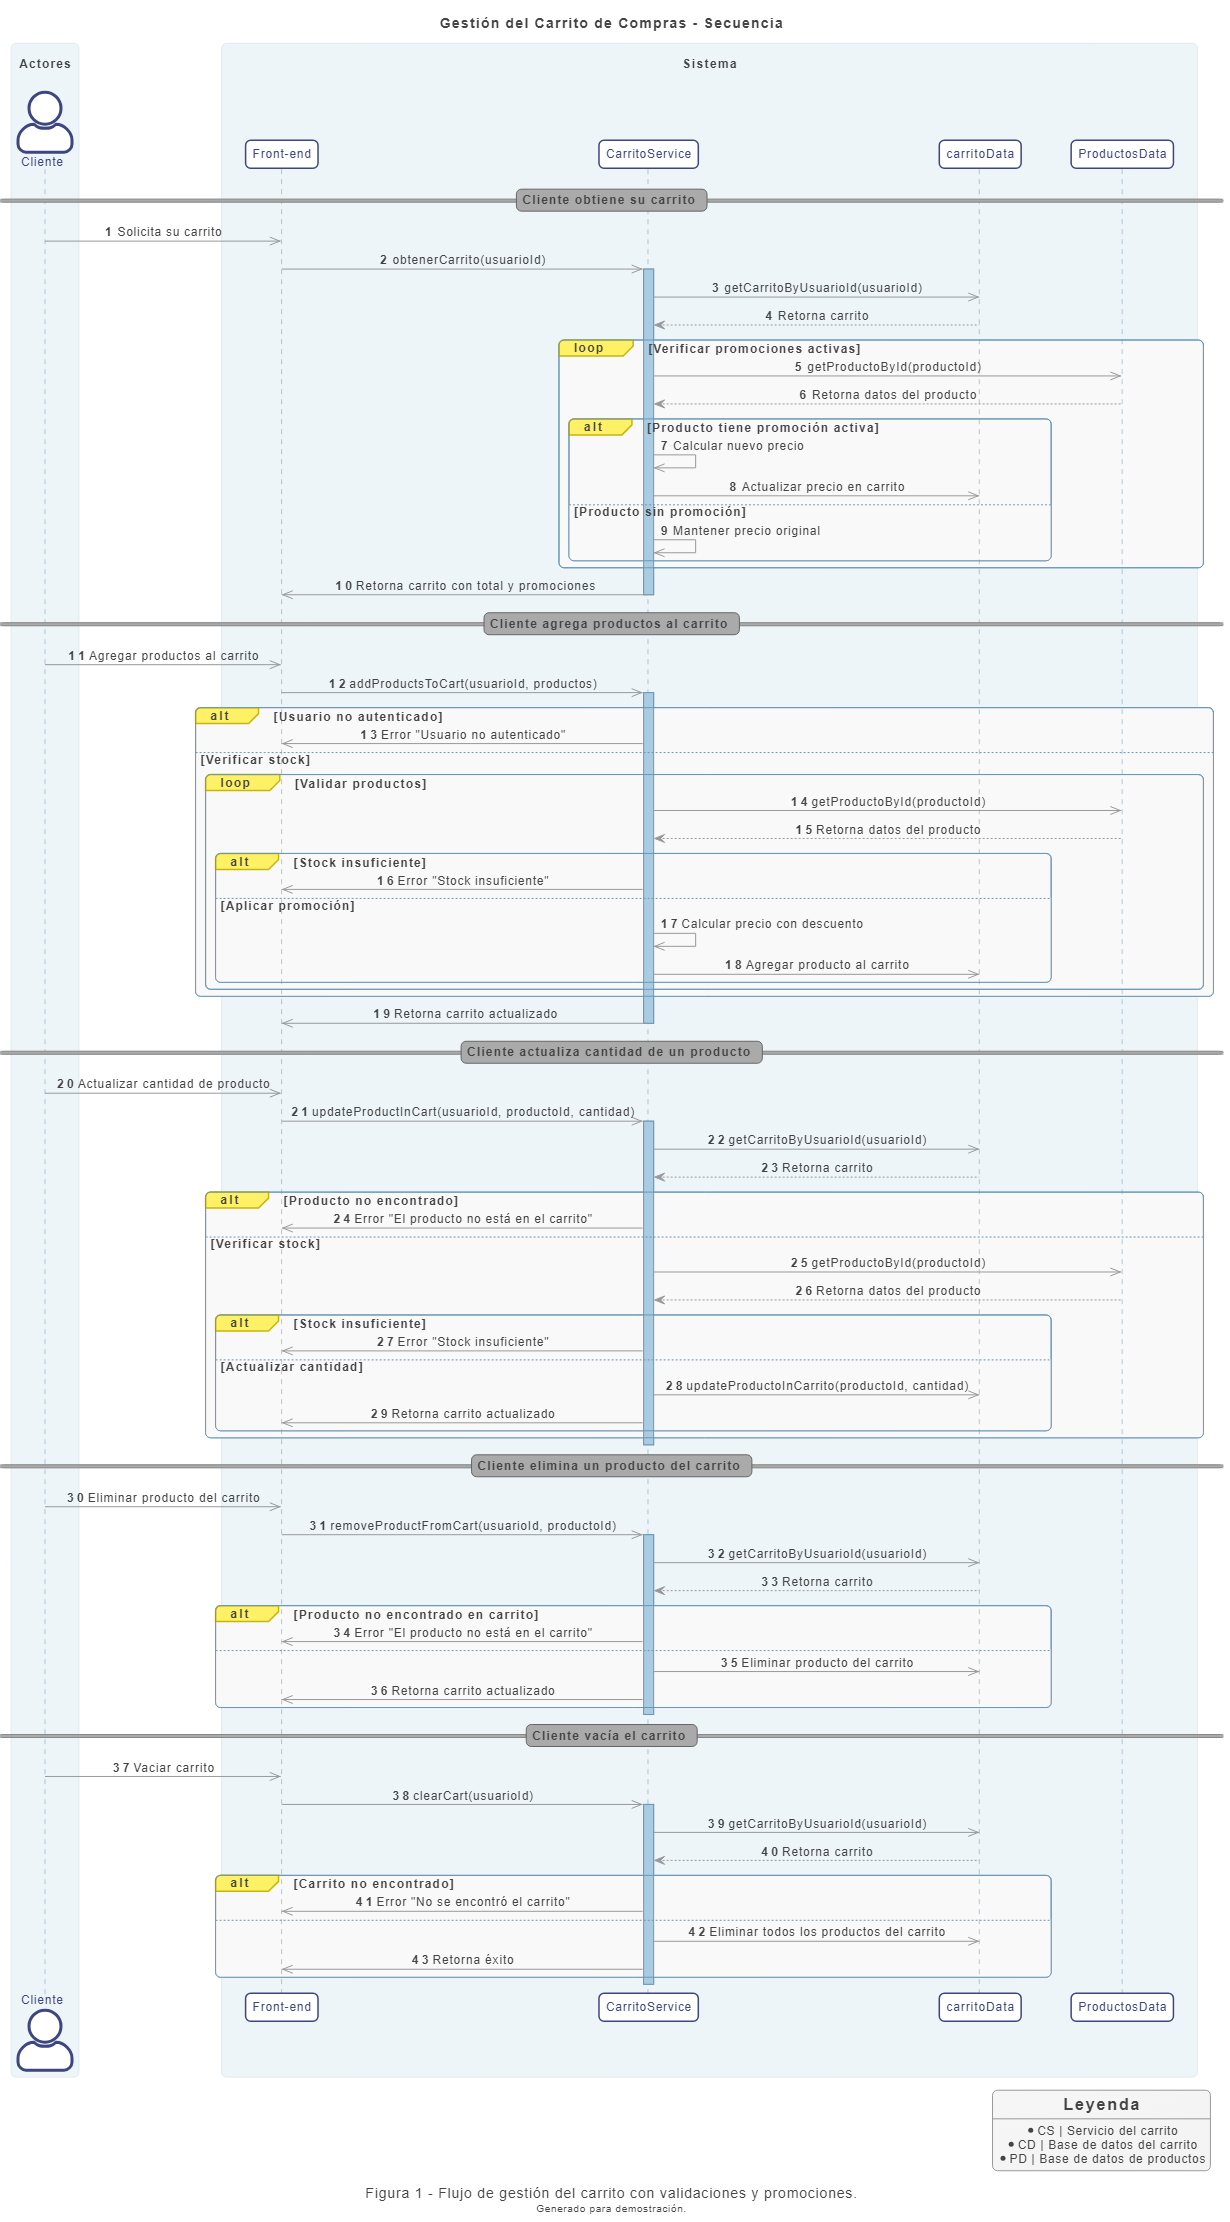 Gestión del Carrito de Compras - Secuencia
Actores
Sistema
Cliente
Front-end
CarritoService
carritoData
ProductosData
Cliente obtiene su carrito
1 Solicita su carrito
2 obtenerCarrito(usuarioId)
3 getCarritoByUsuarioId(usuarioId)
4 Retorna carrito
loop [Verificar promociones activas]
5 getProductoById(productoId)
6 Retorna datos del producto
alt [Producto tiene promoción activa]
7 Calcular nuevo precio
8 Actualizar precio en carrito
[Producto sin promoción]
9 Mantener precio original
10 Retorna carrito con total y promociones
Cliente agrega productos al carrito
11 Agregar productos al carrito
12 addProductsToCart(usuarioId, productos)
alt [Usuario no autenticado]
13 Error "Usuario no autenticado"
[Verificar stock]
loop [Validar productos]
14 getProductoById(productoId)
15 Retorna datos del producto
alt [Stock insuficiente]
16 Error "Stock insuficiente"
[Aplicar promoción]
17 Calcular precio con descuento
18 Agregar producto al carrito
19 Retorna carrito actualizado
Cliente actualiza cantidad de un producto
20 Actualizar cantidad de producto
21 updateProductInCart(usuarioId, productoId, cantidad)
22 getCarritoByUsuarioId(usuarioId)
23 Retorna carrito
alt [Producto no encontrado]
24 Error "El producto no está en el carrito"
[Verificar stock]
25 getProductoById(productoId)
26 Retorna datos del producto
alt [Stock insuficiente]
27 Error "Stock insuficiente"
[Actualizar cantidad]
28 updateProductoInCarrito(productoId, cantidad)
29 Retorna carrito actualizado
Cliente elimina un producto del carrito
30 Eliminar producto del carrito
31 removeProductFromCart(usuarioId, productoId)
32 getCarritoByUsuarioId(usuarioId)
33 Retorna carrito
alt [Producto no encontrado en carrito]
34 Error "El producto no está en el carrito"
35 Eliminar producto del carrito
36 Retorna carrito actualizado
Cliente vacía el carrito
37 Vaciar carrito
38 clearCart(usuarioId)
39 getCarritoByUsuarioId(usuarioId)
40 Retorna carrito
alt [Carrito no encontrado]
41 Error "No se encontró el carrito"
42 Eliminar todos los productos del carrito
43 Retorna éxito
Cliente
Front-end
CarritoService
carritoData
ProductosData
Leyenda
• CS | Servicio del carrito
• CD | Base de datos del carrito
• PD | Base de datos de productos
Figura 1 - Flujo de gestión del carrito con validaciones y promociones.
Generado para demostración.